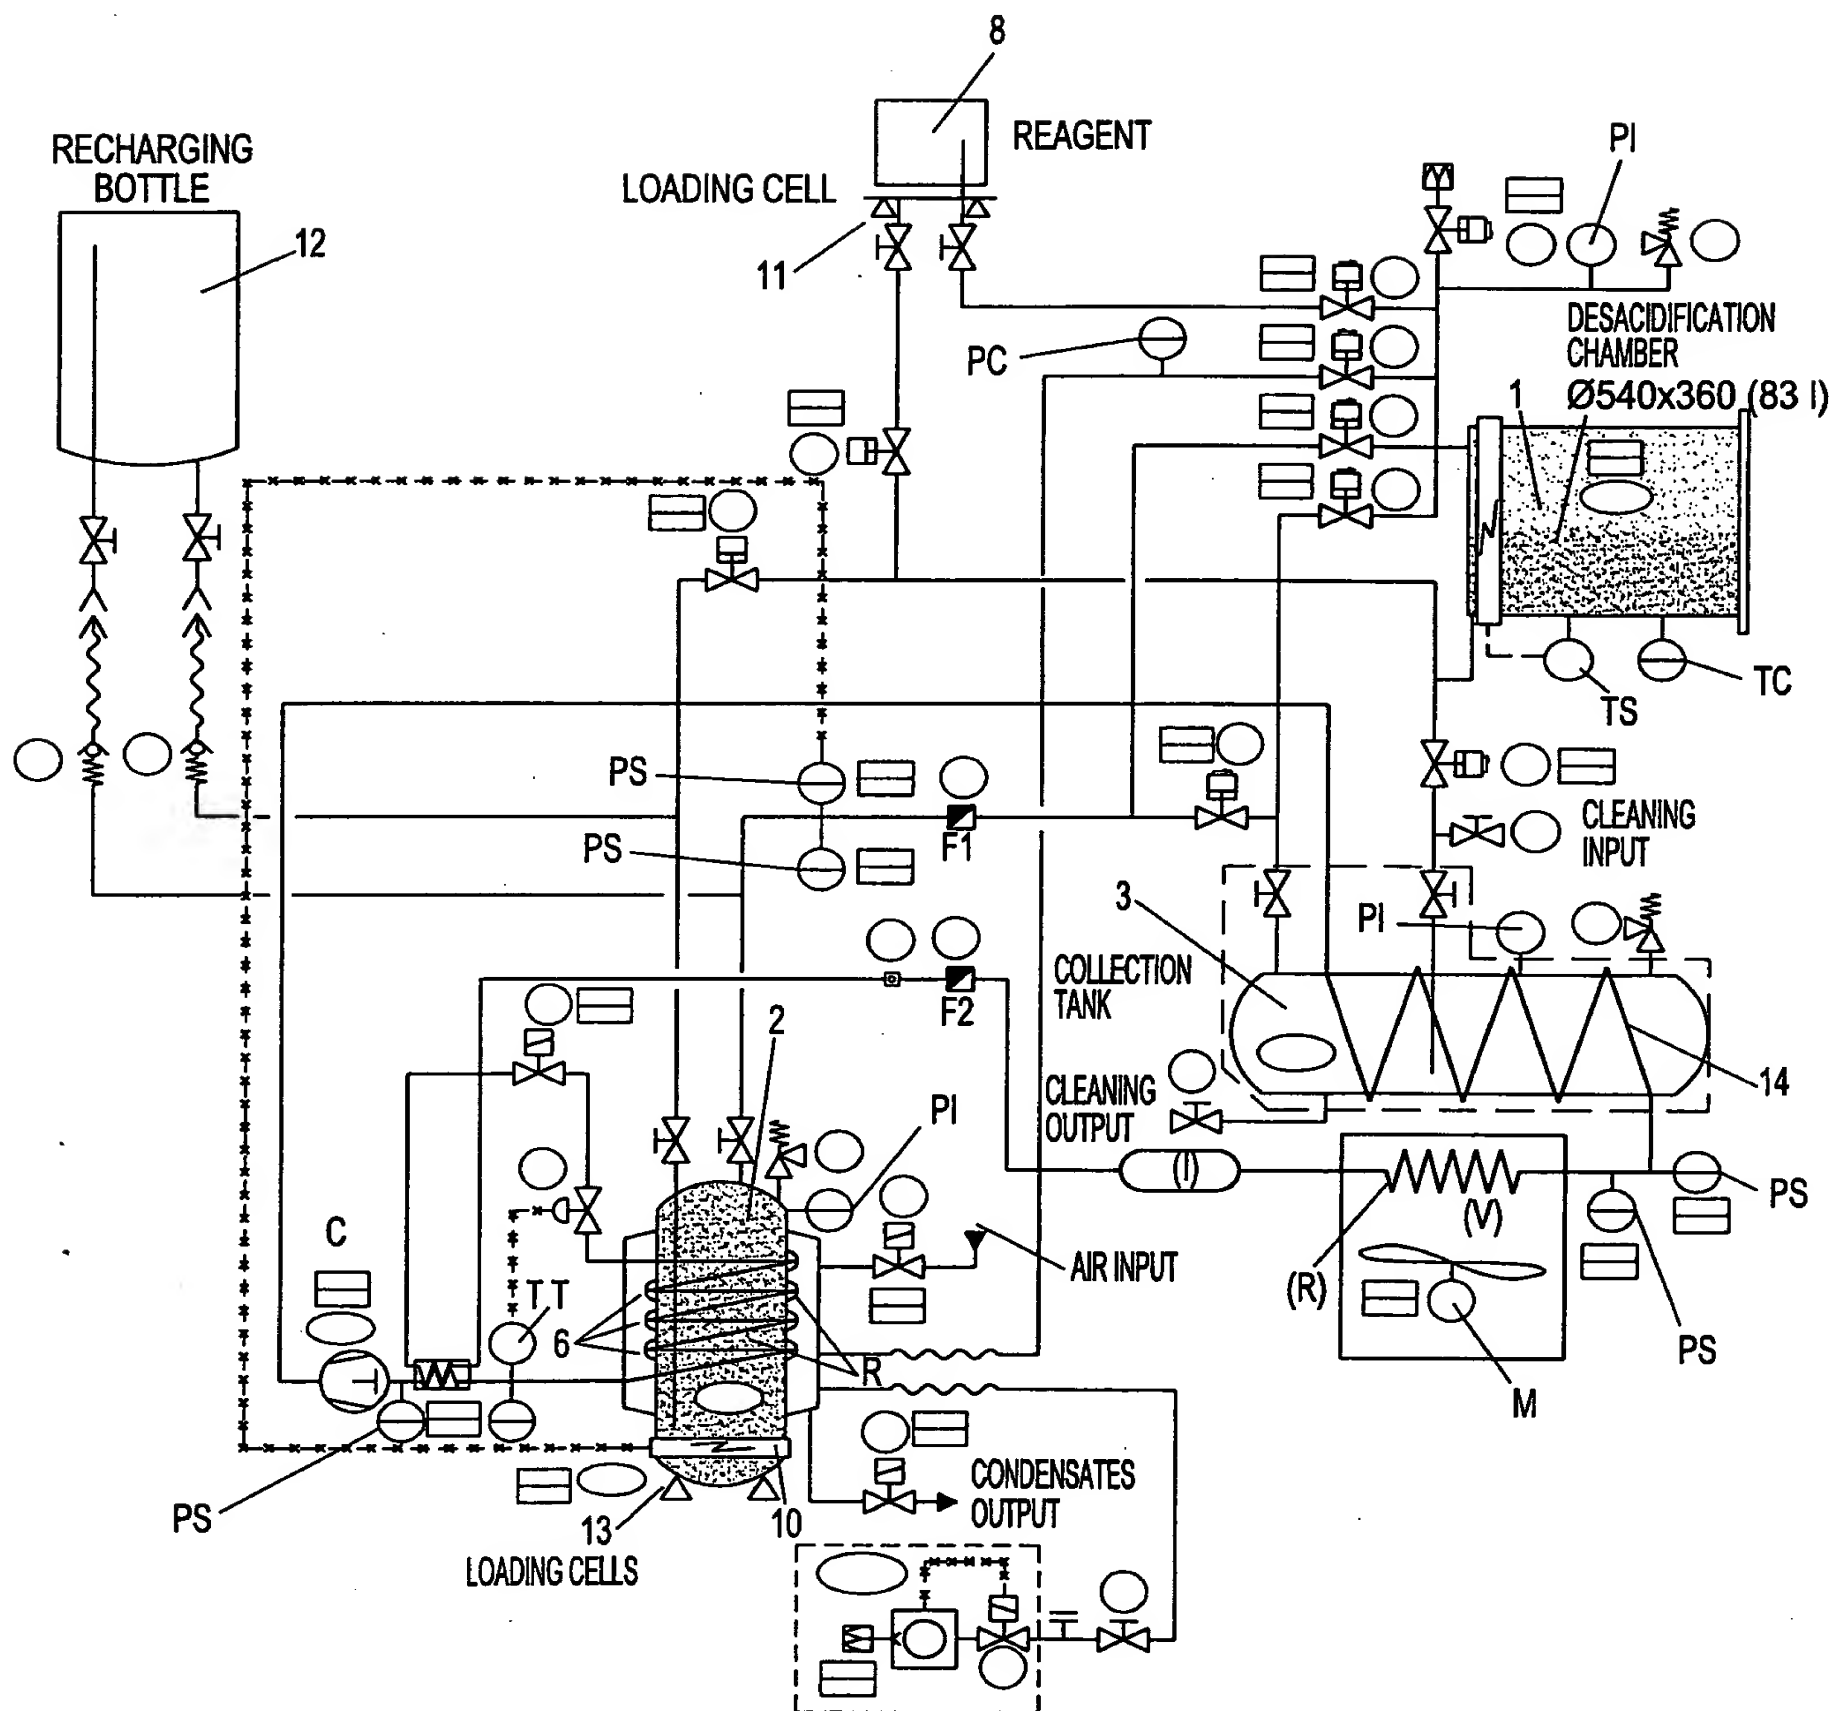 8
RECHARGING
BOTTLE
REAGENT
PI
LOADING CELL
12
11
DESACIDIFICATION
CHAMBER
PC
1
Ø540x360 (83 l)
TC
TS
PS
PS
F1
CLEANING
INPUT
3
PI
COLLECTION
TANK
F2
2
14
CLEANING
OUTPUT
PI
PS
(V)
C
AIR INPUT
(R)
TT
6
R
PS
M
CONDENSATES
OUTPUT
PS
13
10
LOADING CELLS